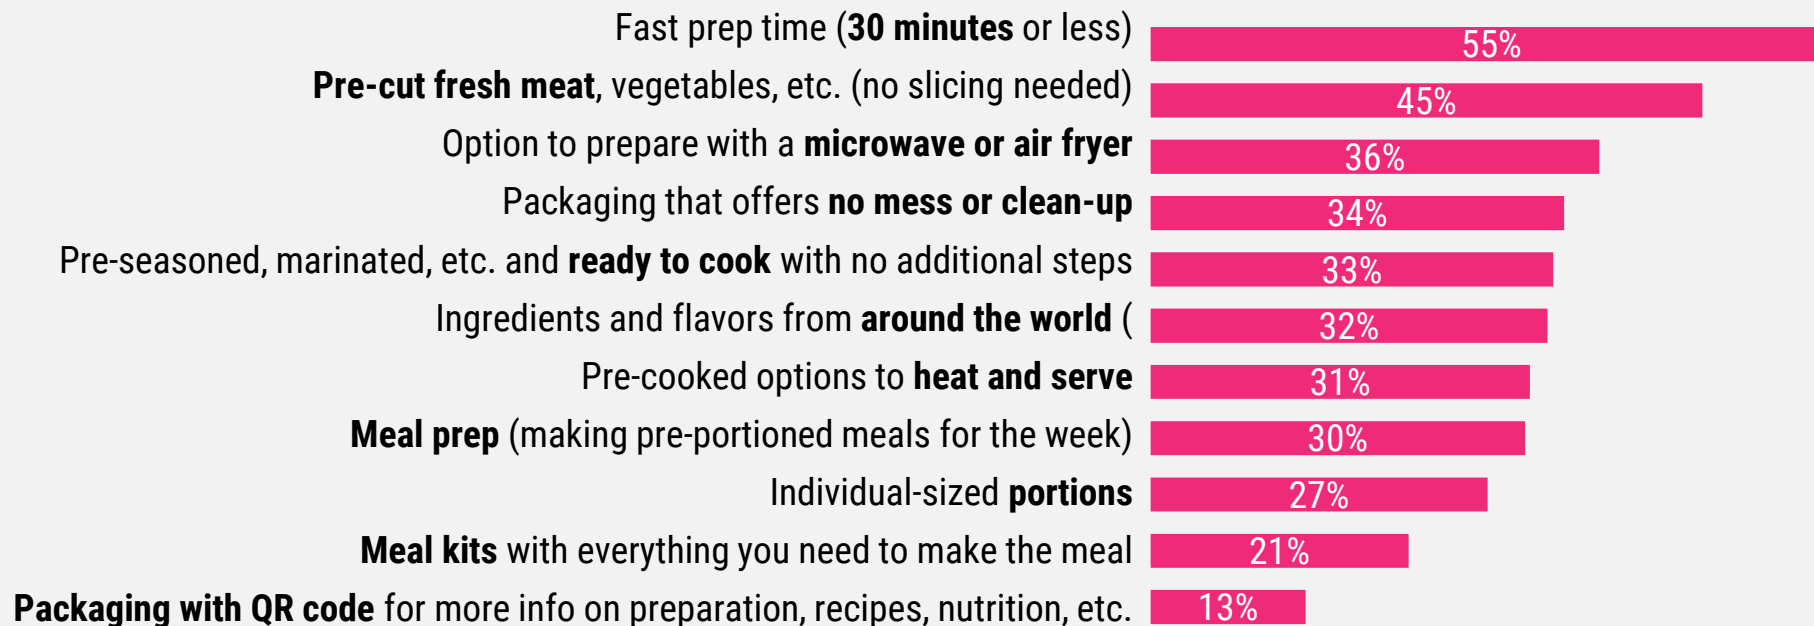 Fast prep time (30 minutes or less) 55%
Pre-cut fresh meat, vegetables, etc. (no slicing needed) 45%
Option to prepare with a microwave or air fryer 36%
Packaging that offers no mess or clean-up 34%
Pre-seasoned, marinated, etc. and ready to cook with no additional steps 33%
Ingredients and flavors from around the world ( 32%
Pre-cooked options to heat and serve 31%
Meal prep (making pre-portioned meals for the week) 30%
Individual-sized portions 27%
Meal kits with everything you need to make the meal 21%
Packaging with QR code for more info on preparation, recipes, nutrition, etc. 13%